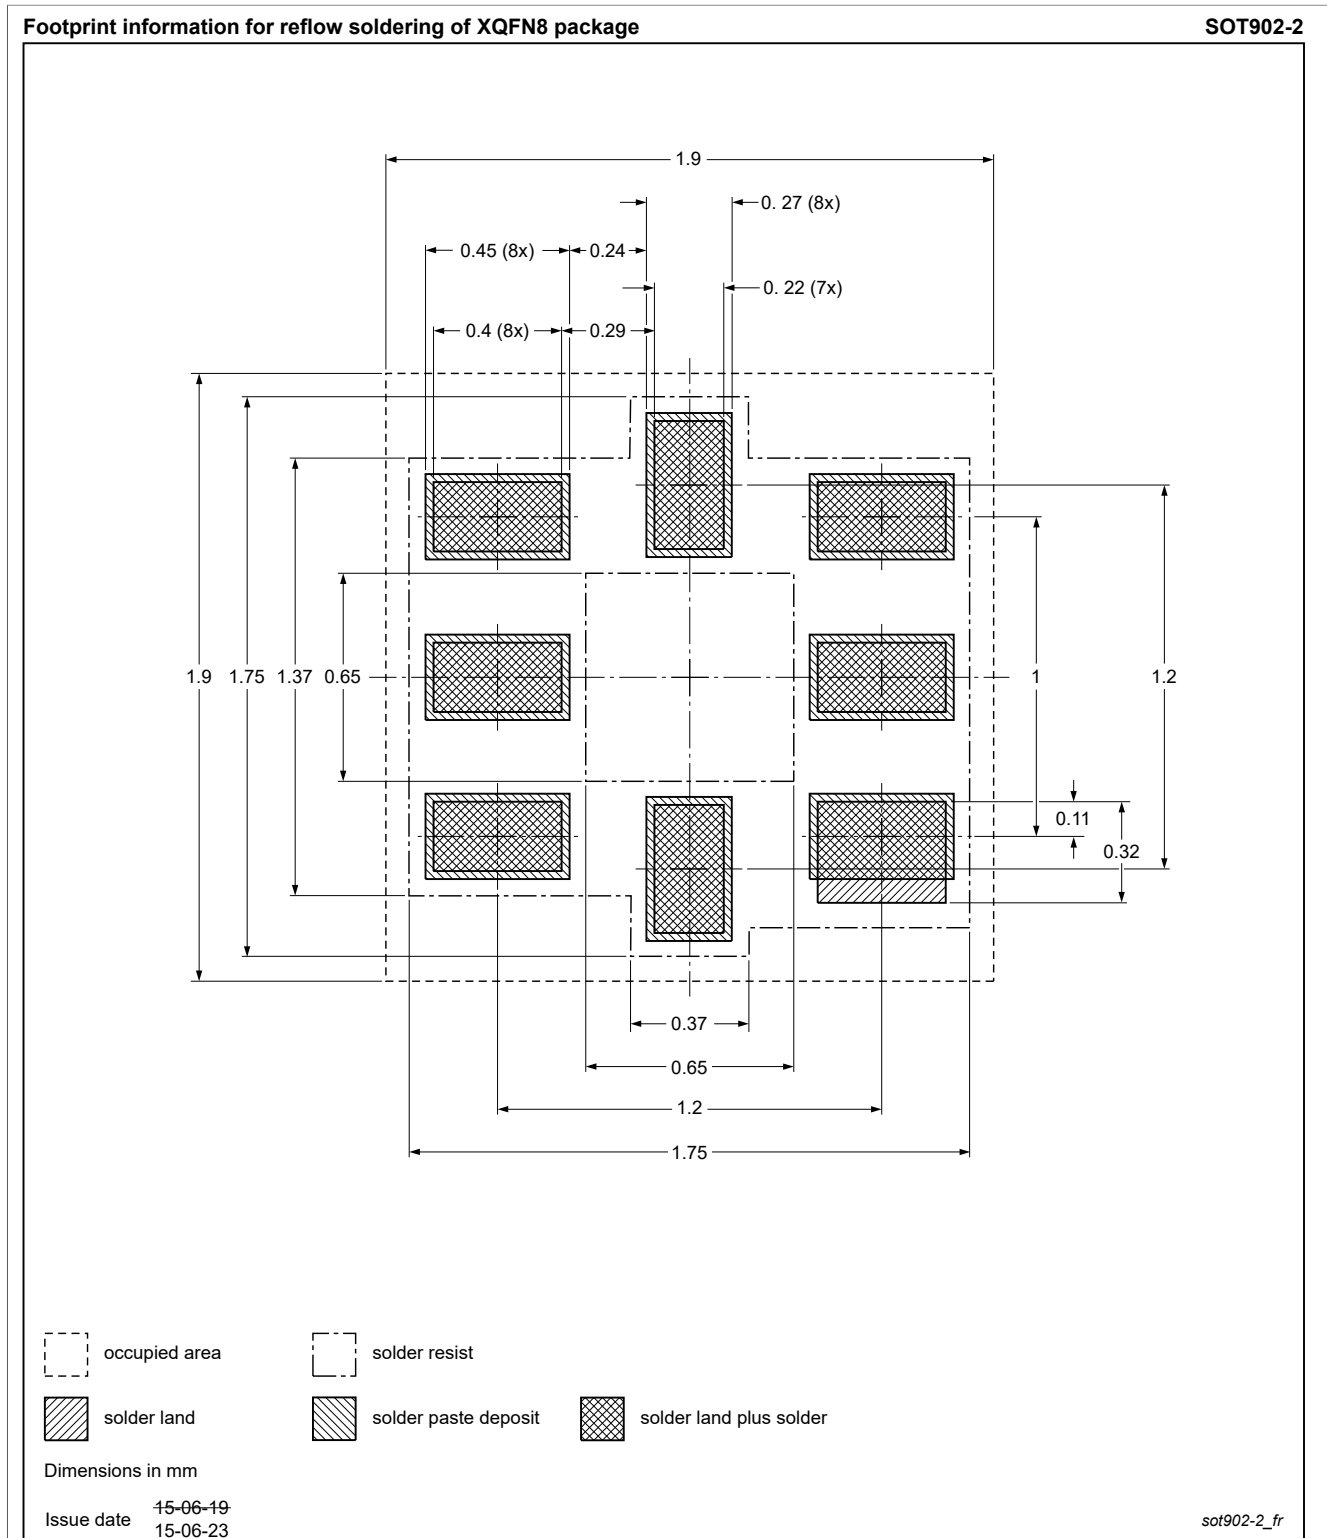 Footprint information for reflow soldering of XQFN8 package SOT902-2
1.9
0. 27 (8x)
0.45 (8x) 0.24
0. 22 (7x)
0.4 (8x) 0.29
1.9 1.75 1.37 0.65 1 1.2
0.11
0.32
0.37
0.65
1.2
1.75
occupied area solder resist
solder land solder paste deposit solder land plus solder
Dimensions in mm
15-06-19
Issue date
15-06-23 sot902-2_fr